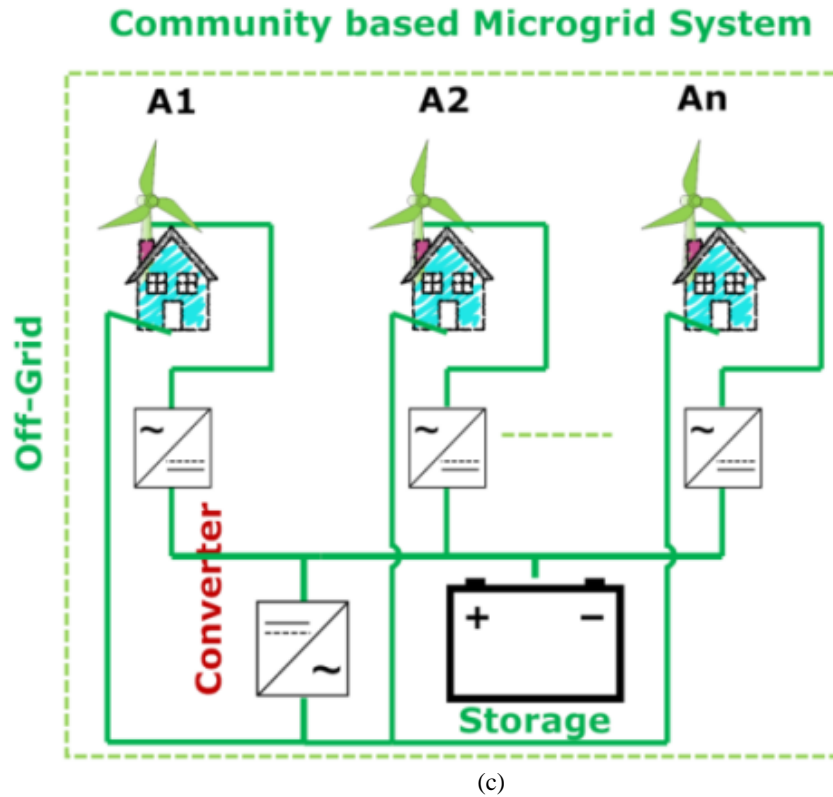 Community based Microgrid System
A1
A2
An
Off-Grid
~
~
~
Converter
~
+
−
Storage
(c)